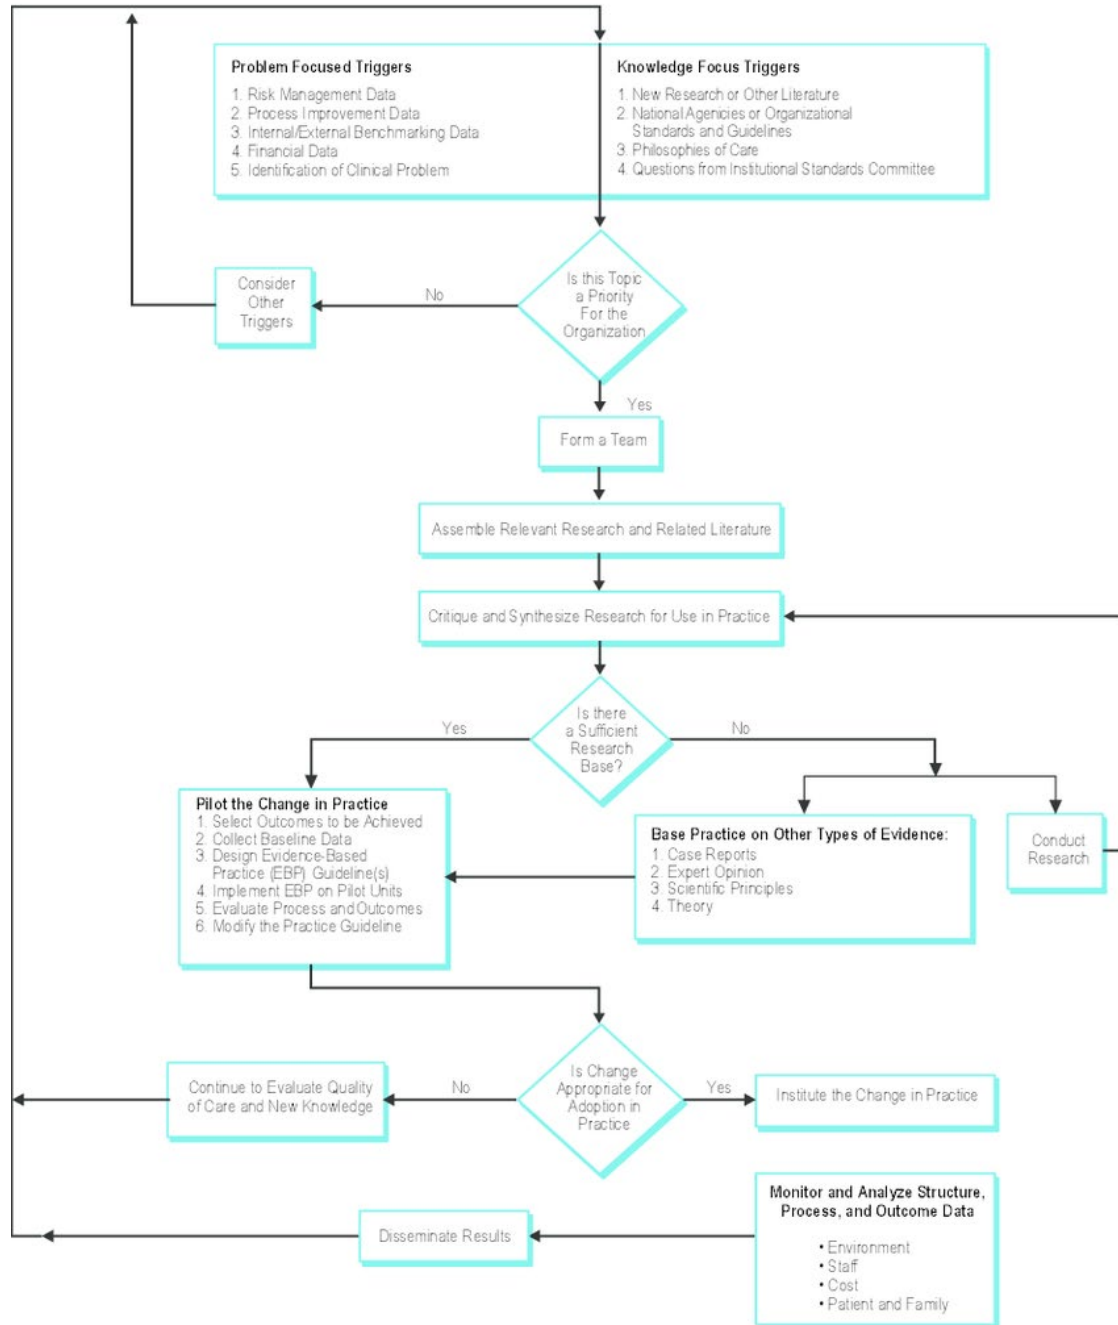 Problem Focused Triggers
1. Risk Management Data
2. Process Improvement Data
3. Internal/External Benchmarking Data
4. Financial Data
5. Identification of Clinical Problem
Knowledge Focus Triggers
1. New Research or Other Literature
2. National Agencies or Organizational
Standards and Guidelines
3. Philosophies of Care
4. Questions from Institutional Standards Committee
Is this Topic
a Priority
For the
Organization
No
Consider
Other
Triggers
Yes
Form a Team
Assemble Relevant Research and Related Literature
Critique and Synthesize Research for Use in Practice
Is there
a Sufficient
Research
Base?
Yes
No
Pilot the Change in Practice
1. Select Outcomes to be Achieved
2. Collect Baseline Data
3. Design Evidence-Based
Practice (EBP) Guideline(s)
4. Implement EBP on Pilot Units
5. Evaluate Process and Outcomes
6. Modify the Practice Guideline
Base Practice on Other Types of Evidence:
1. Case Reports
2. Expert Opinion
3. Scientific Principles
4. Theory
Conduct
Research
Is Change
Appropriate for
Adoption in
Practice
No
Continue to Evaluate Quality
of Care and New Knowledge
Yes
Institute the Change in Practice
Monitor and Analyze Structure,
Process, and Outcome Data
• Environment
• Staff
• Cost
• Patient and Family
Disseminate Results